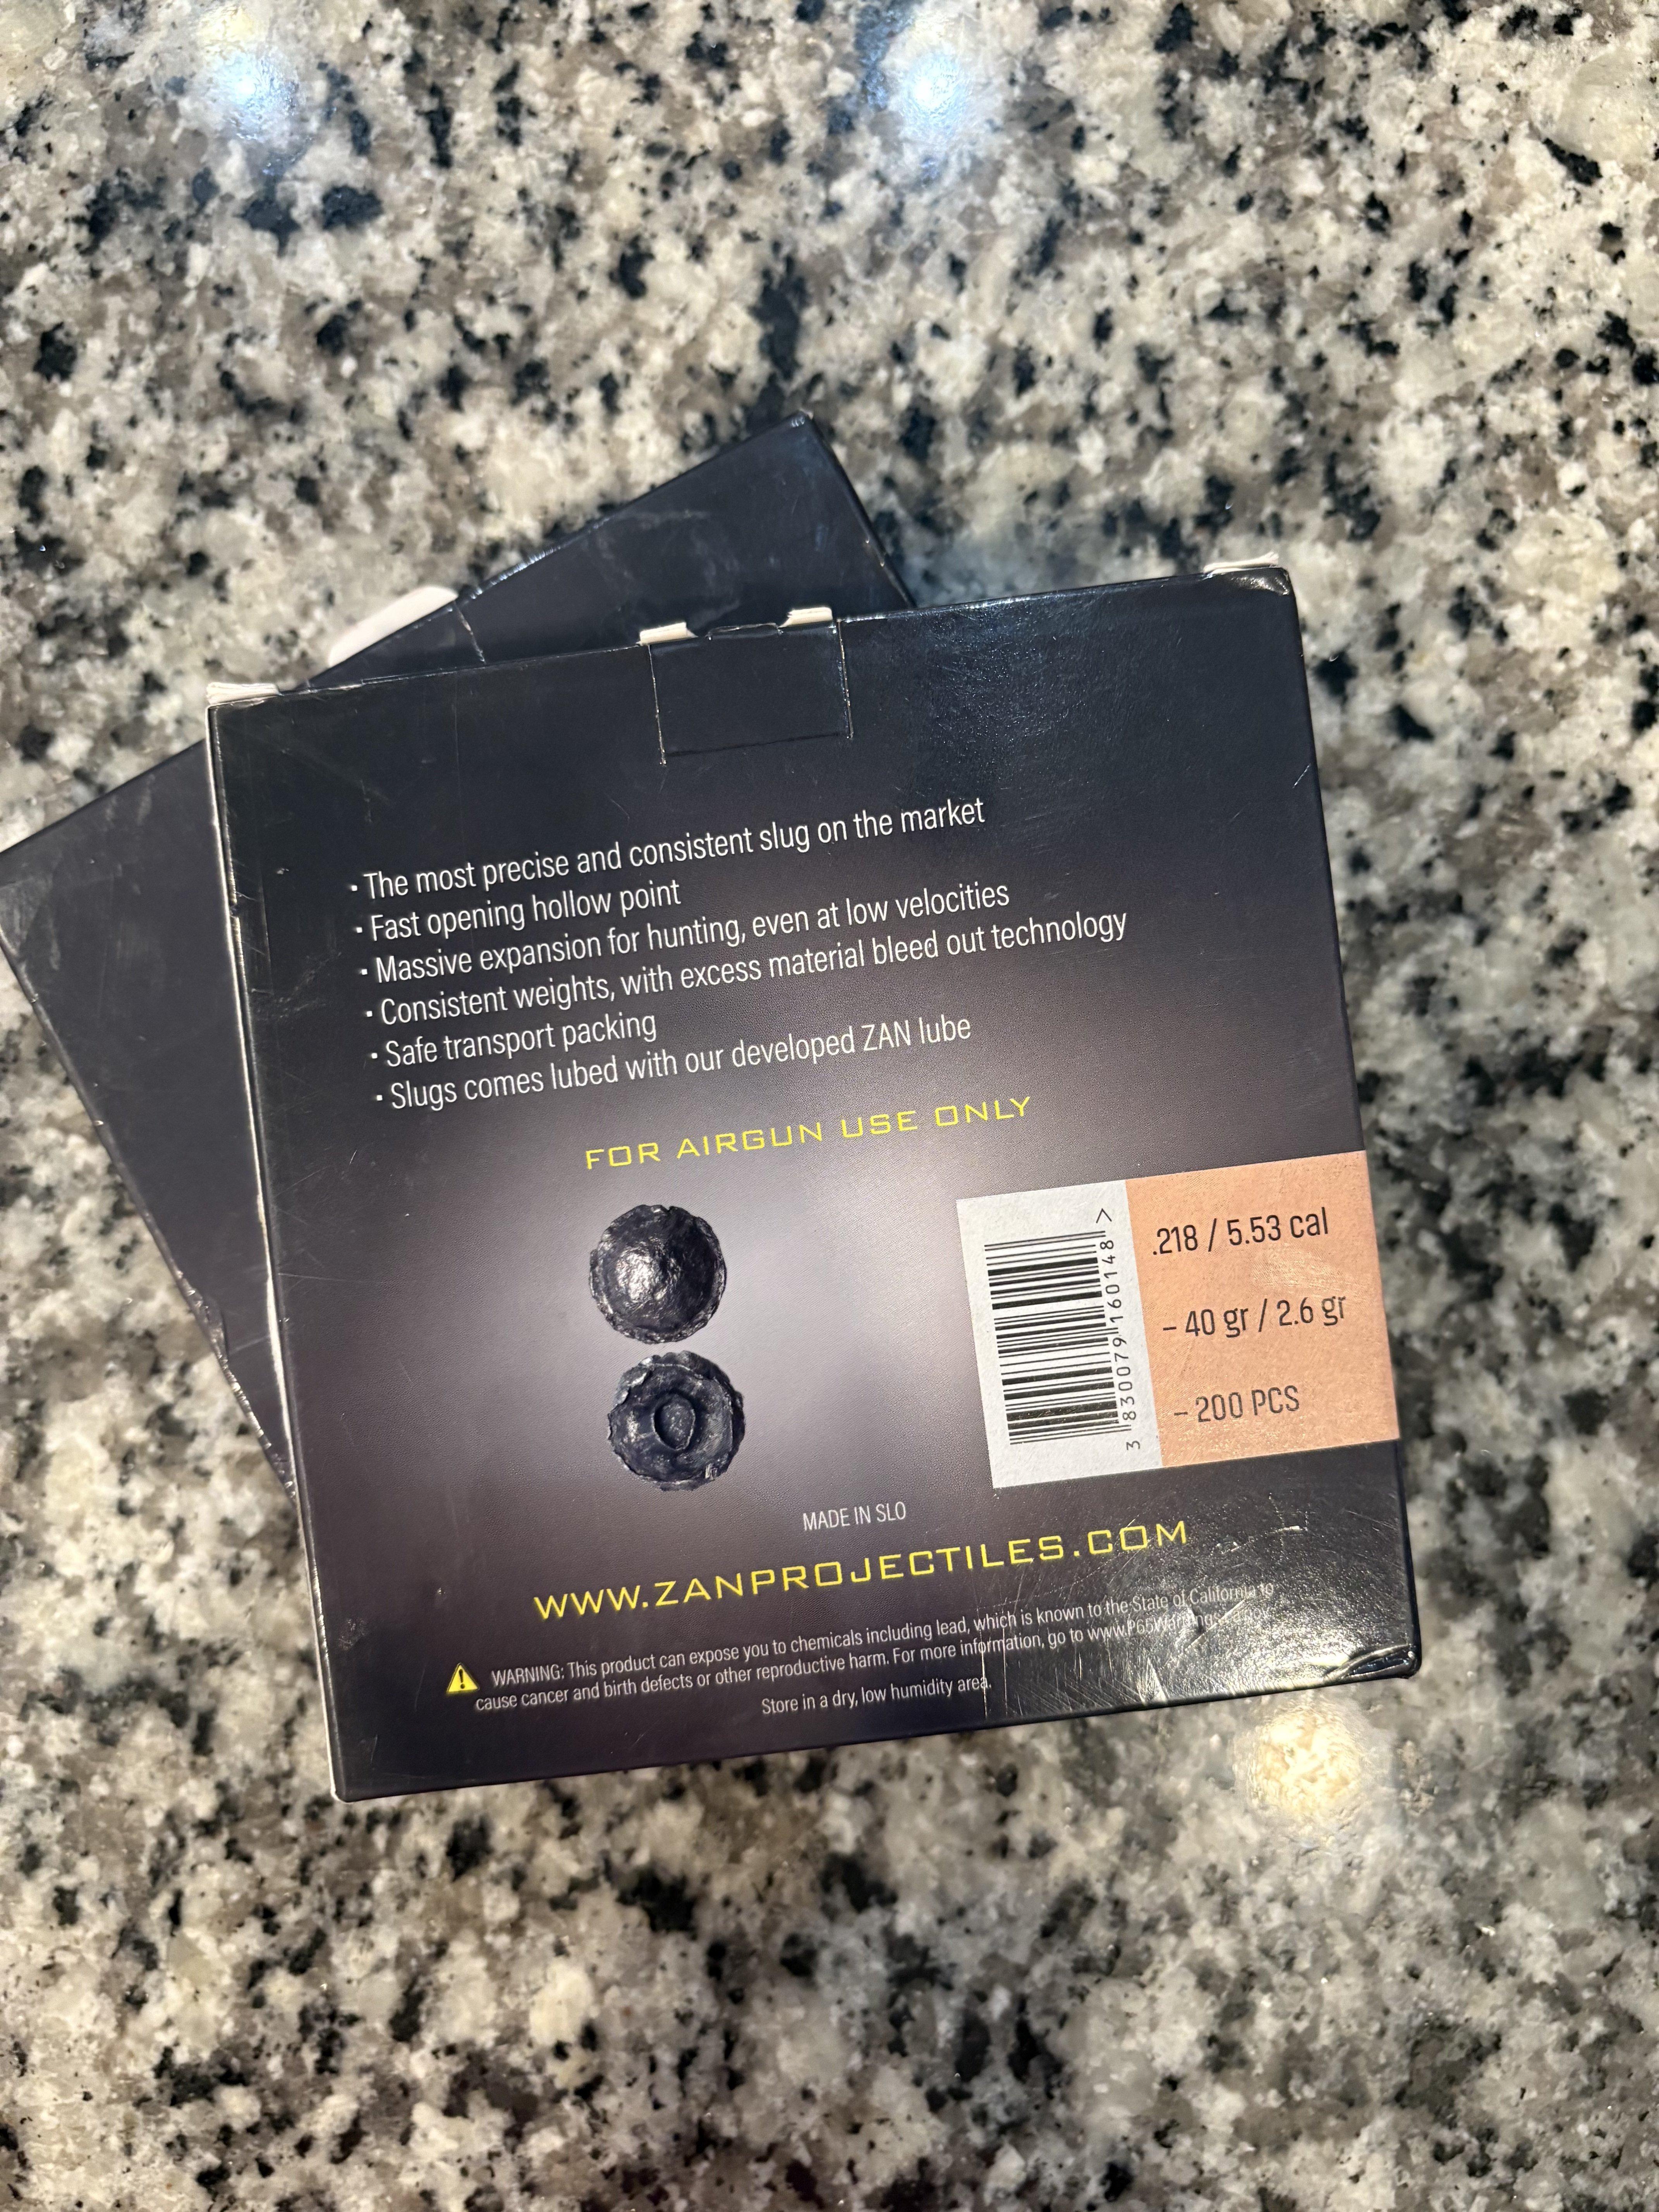 · The most precise and consistent slug on the market
· Fast opening hollow point
· Massive expansion for hunting, even at low velocities
· Consistent weights, with excess material bleed out technology
· Safe transport packing
· Slugs comes lubed with our developed ZAN lube
FOR AIRGUN USE ONLY
3 830079 160148 >
.218 / 5.53 cal
– 40 gr / 2.6 gr
– 200 PCS
MADE IN SLO
WWW.ZANPROJECTILES.COM
WARNING: This product can expose you to chemicals including lead, which is known to the State of California to
cause cancer and birth defects or other reproductive harm. For more information, go to
Store in a dry, low humidity area.